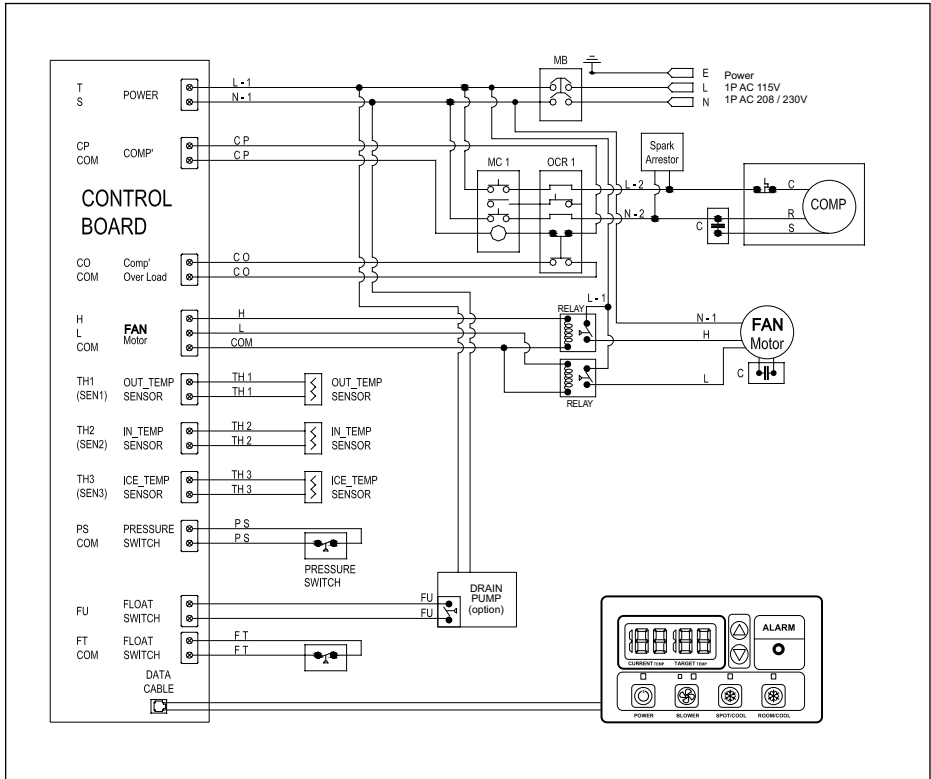 MB
E
Power
L
1P AC 115V
N
1P AC 208 / 230V
T
S
POWER
L - 1
N - 1
CP
COM
COMP'
C P
C P
CONTROL
BOARD
MC 1
OCR 1
Spark
Arrestor
L - 2
N - 2
C
C
R
S
COMP
CO
COM
Comp'
Over Load
C O
C O
H
L
COM
FAN
Motor
H
L
COM
RELAY
L - 1
RELAY
N - 1
H
L
FAN
Motor
C
TH1
(SEN1)
OUT_TEMP
SENSOR
TH 1
TH 1
OUT_TEMP
SENSOR
TH2
(SEN2)
IN_TEMP
SENSOR
TH 2
TH 2
IN_TEMP
SENSOR
TH3
(SEN3)
ICE_TEMP
SENSOR
TH 3
TH 3
ICE_TEMP
SENSOR
PS
COM
PRESSURE
SWITCH
P S
P S
PRESSURE
SWITCH
FU
FLOAT
SWITCH
FU
FU
DRAIN
PUMP
(option)
FT
COM
FLOAT
SWITCH
F T
F T
DATA
CABLE
188 188
CURRENT TEMP TARGET TEMP
ALARM
POWER BLOWER SPOT/COOL ROOM/COOL